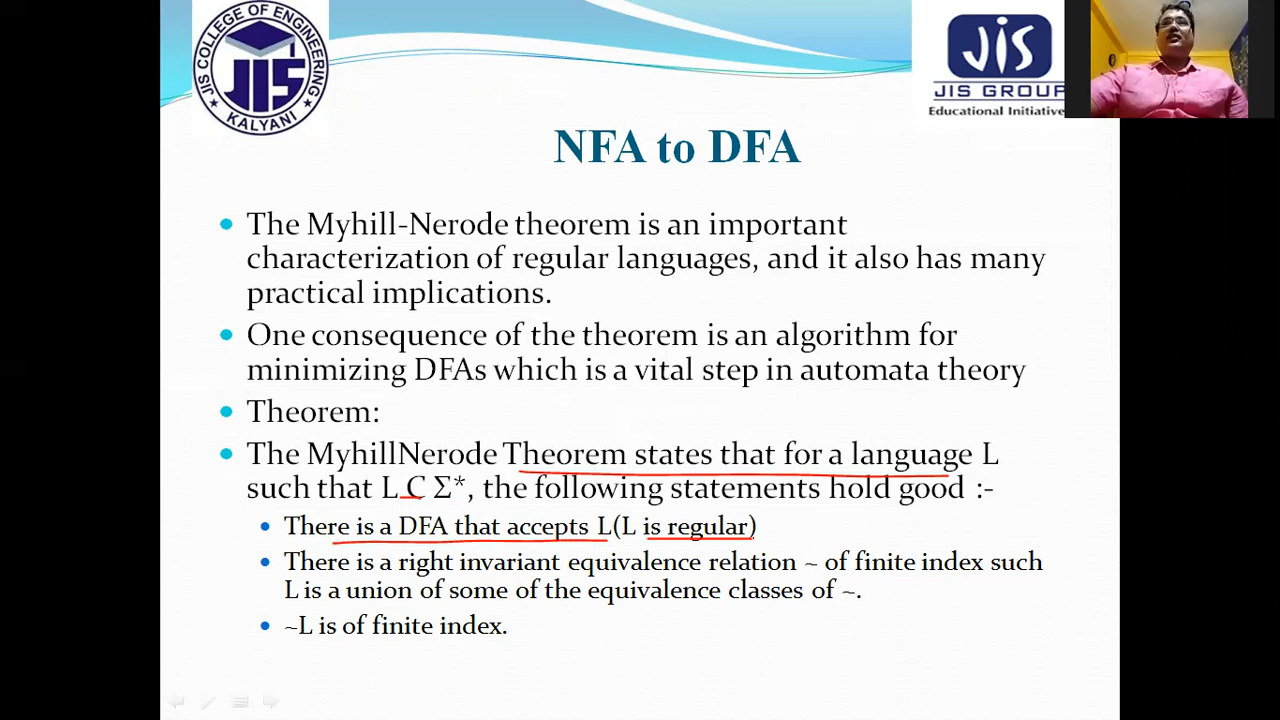 JIS COLLEGE OF ENGINEERING
JIS
KALYANI
JIS
JIS GROUP
Educational Initiative
NFA to DFA
The Myhill-Nerode theorem is an important
characterization of regular languages, and it also has many
practical implications.
One consequence of the theorem is an algorithm for
minimizing DFAs which is a vital step in automata theory
Theorem:
The MyhillNerode Theorem states that for a language L
such that L C Σ*, the following statements hold good :-
There is a DFA that accepts L(L is regular)
There is a right invariant equivalence relation ~ of finite index such
L is a union of some of the equivalence classes of ~.
~L is of finite index.